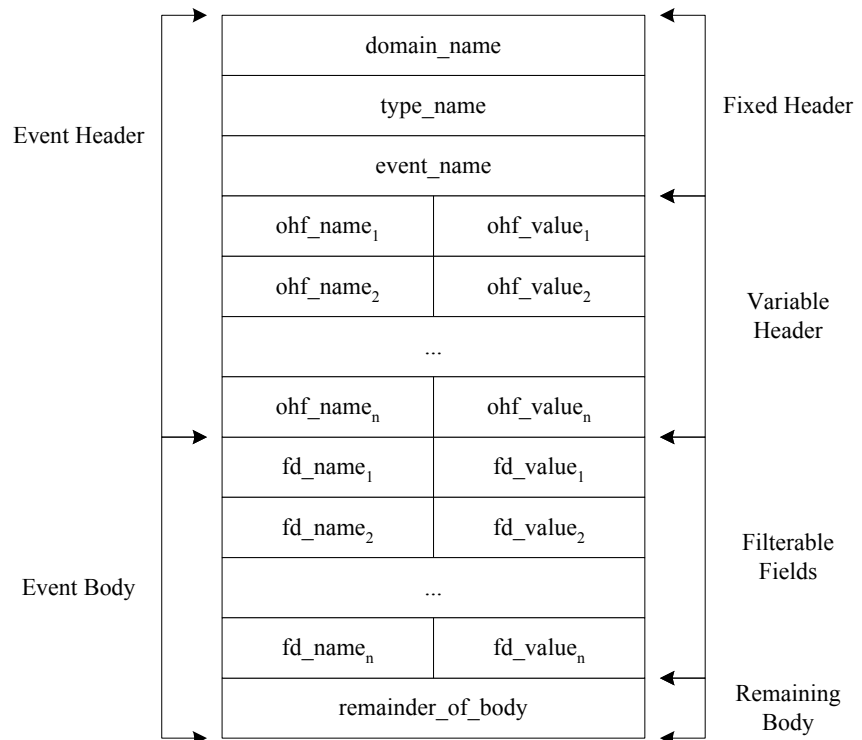 domain_name
type_name
Fixed Header
Event Header
event_name
ohf_name₁ ohf_value₁
ohf_name₂ ohf_value₂
Variable
Header
...
ohf_nameₙ ohf_valueₙ
fd_name₁ fd_value₁
fd_name₂ fd_value₂
Filterable
Fields
Event Body
...
fd_nameₙ fd_valueₙ
remainder_of_body
Remaining
Body